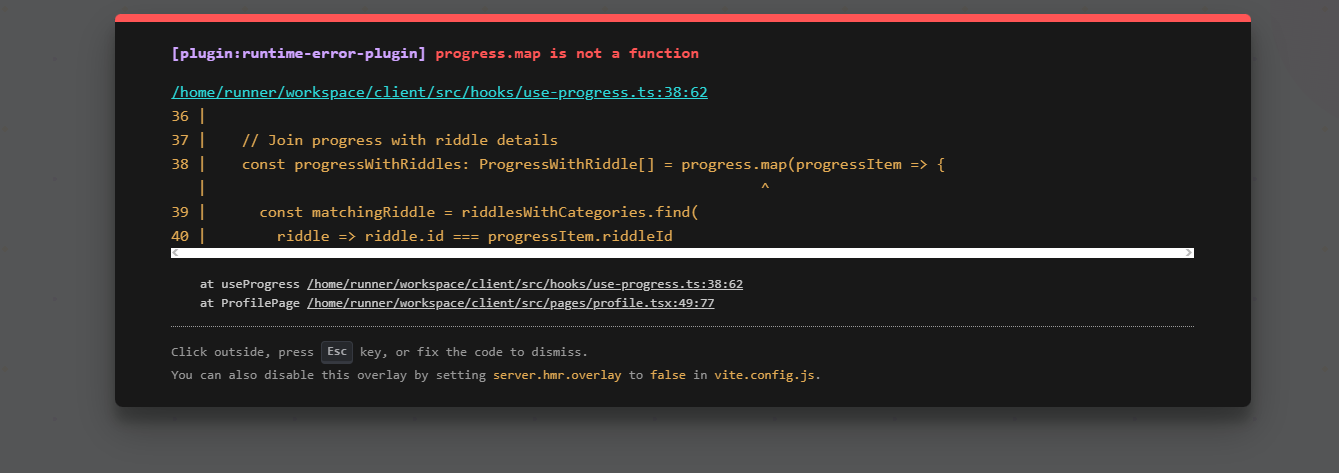 [plugin:runtime-error-plugin] progress.map is not a function
/home/runner/workspace/client/src/hooks/use-progress.ts:38:62
36 |
37 |    // Join progress with riddle details
38 |    const progressWithRiddles: ProgressWithRiddle[] = progress.map(progressItem => {
   |                                                               ^
39 |      const matchingRiddle = riddlesWithCategories.find(
40 |        riddle => riddle.id === progressItem.riddleId
at useProgress /home/runner/workspace/client/src/hooks/use-progress.ts:38:62
at ProfilePage /home/runner/workspace/client/src/pages/profile.tsx:49:77
Click outside, press Esc key, or fix the code to dismiss.
You can also disable this overlay by setting server.hmr.overlay to false in vite.config.js.